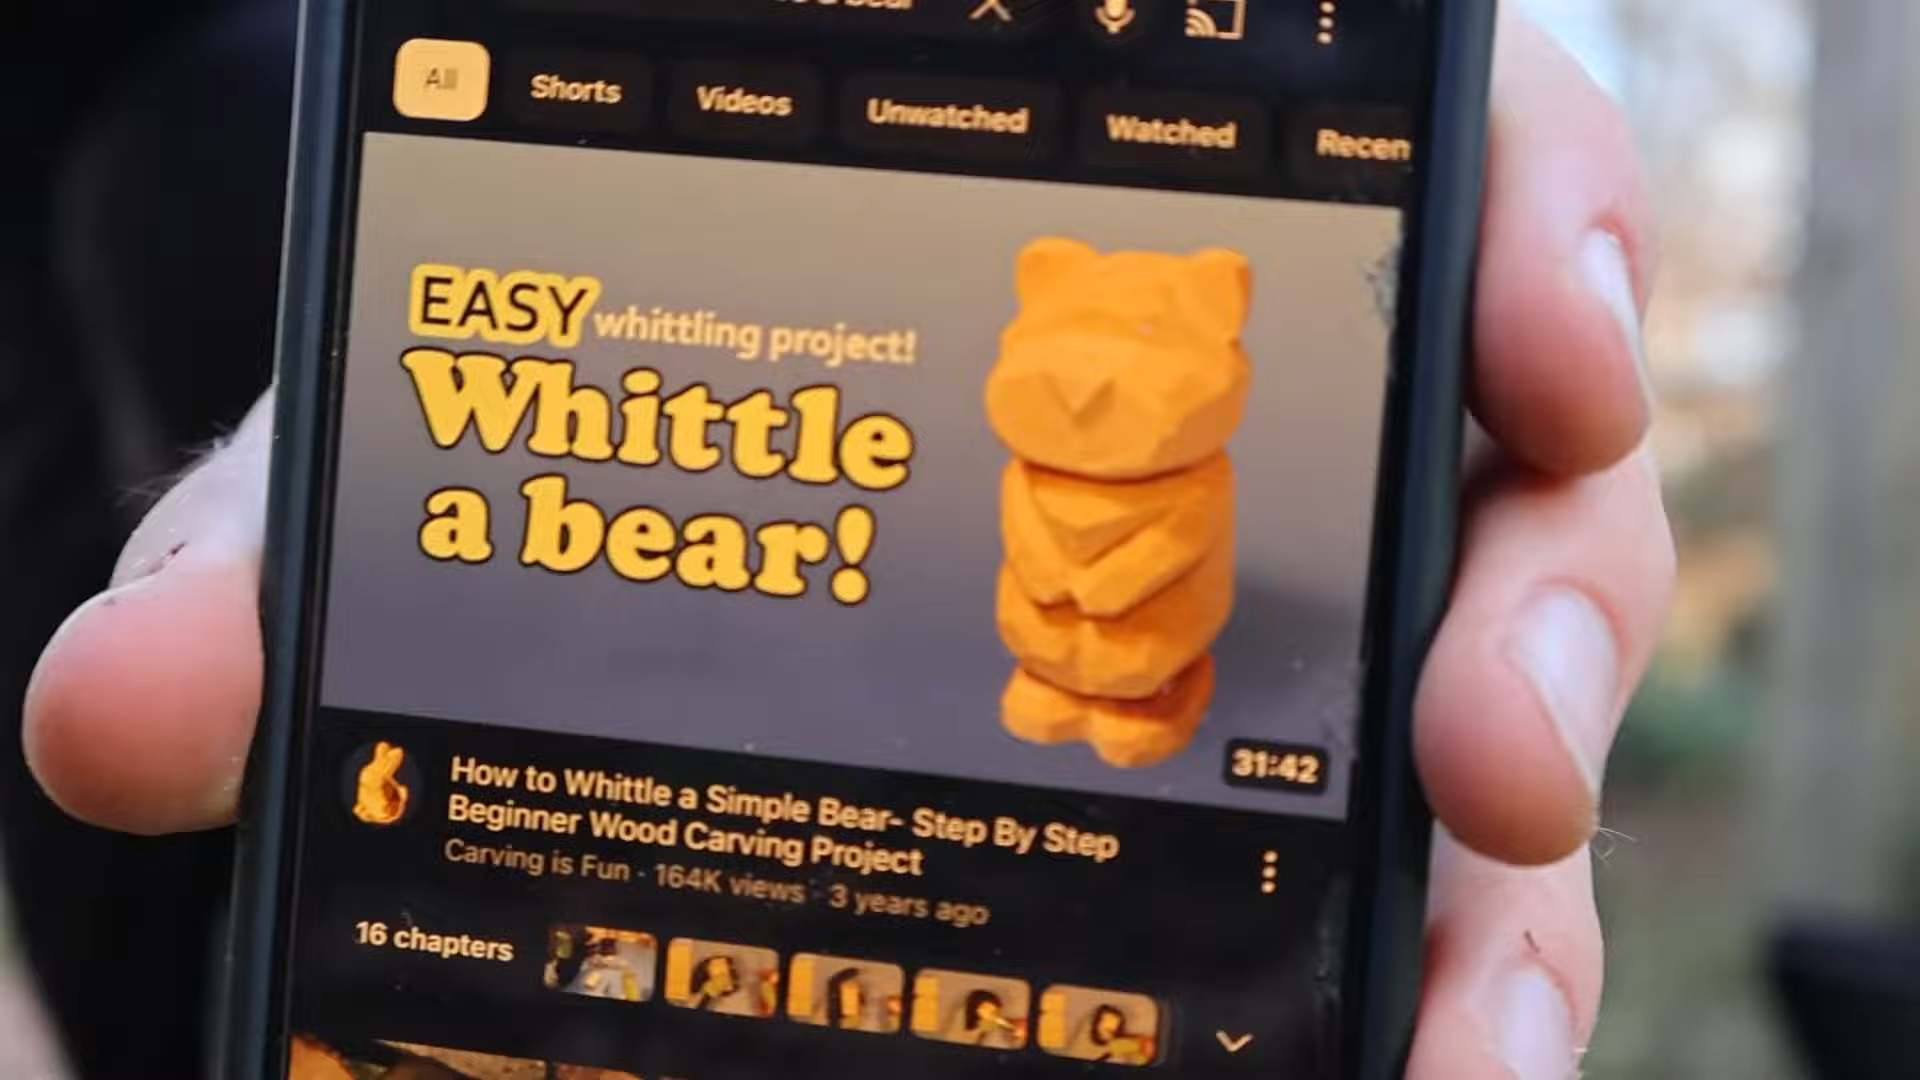 a bear
All Shorts Videos Unwatched Watched Recen
EASY whittling project!
Whittle
a bear!
31:42
How to Whittle a Simple Bear- Step By Step
Beginner Wood Carving Project
Carving is Fun · 164K views · 3 years ago
16 chapters